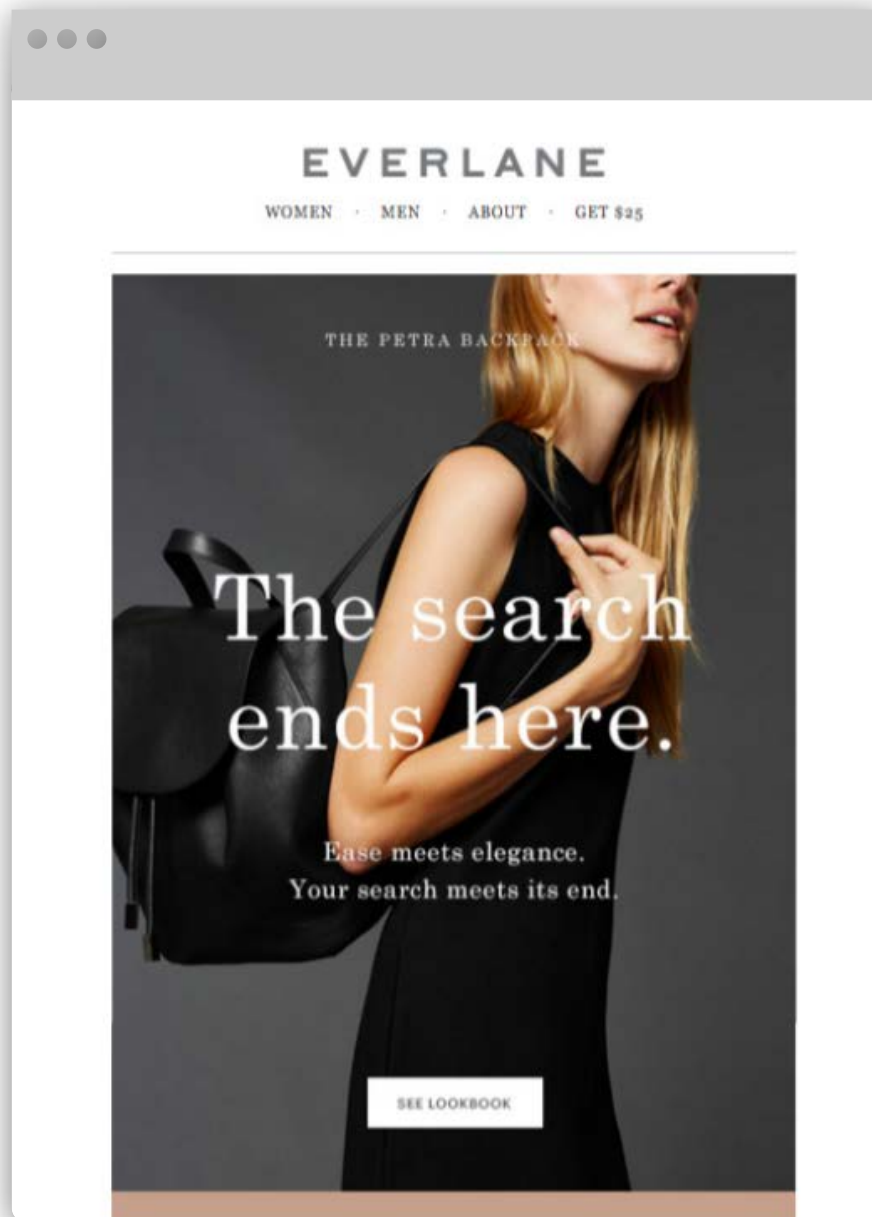 EVERLANE
WOMEN · MEN · ABOUT · GET $25
THE PETRA BACKPACK
The search
ends here.
Ease meets elegance.
Your search meets its end.
SEE LOOKBOOK